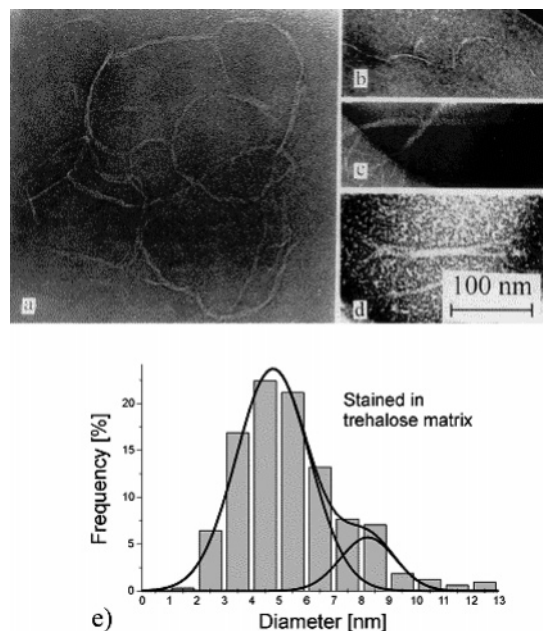 a
b
c
d
100 nm
Stained in
trehalose matrix
Frequency [%]
20
15
10
5
0
0 1 2 3 4 5 6 7 8 9 10 11 12 13
Diameter [nm]
e)